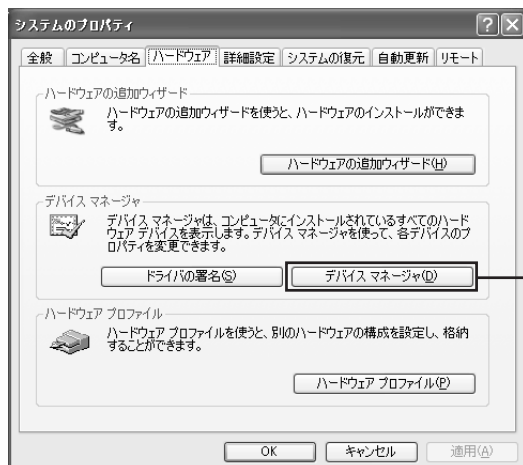 システムのプロパティ
全般 コンピュータ名 ハードウェア 詳細設定 システムの復元 自動更新 リモート
ハードウェアの追加ウィザード
ハードウェアの追加ウィザードを使うと、ハードウェアのインストールができま
す。
ハードウェアの追加ウィザード(H)
デバイス マネージャ
デバイス マネージャは、コンピュータにインストールされているすべてのハード
ウェア デバイスを表示します。デバイス マネージャを使って、各デバイスのプ
ロパティを変更できます。
ドライバの署名(S) デバイス マネージャ(D)
ハードウェア プロファイル
ハードウェア プロファイルを使うと、別のハードウェアの構成を設定し、格納
することができます。
ハードウェア プロファイル(P)
OK キャンセル 適用(A)